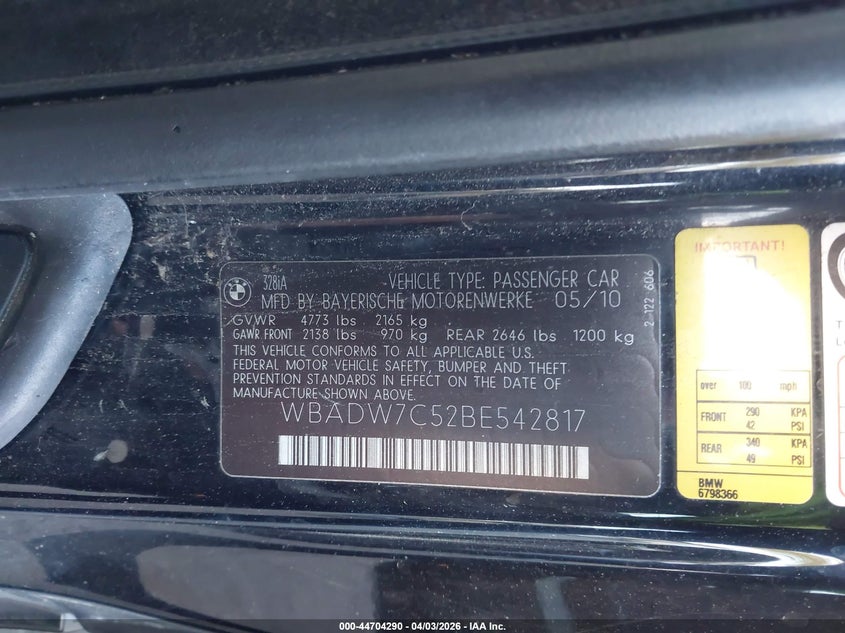 328iA VEHICLE TYPE: PASSENGER CAR
MFD BY BAYERISCHE MOTORENWERKE 05/10
GVWR 4773 lbs 2165 kg
GAWR FRONT 2138 lbs 970 kg REAR 2646 lbs 1200 kg
THIS VEHICLE CONFORMS TO ALL APPLICABLE U.S.
FEDERAL MOTOR VEHICLE SAFETY, BUMPER AND THEFT
PREVENTION STANDARDS IN EFFECT ON THE DATE OF
MANUFACTURE SHOWN ABOVE.
WBADW7C52BE542817
2-122 606
IMPORTANT!
over 100 mph
FRONT 290 KPA
42 PSI
REAR 340 KPA
49 PSI
BMW
6798366
000-44704290 - 04/03/2026 - IAA Inc.